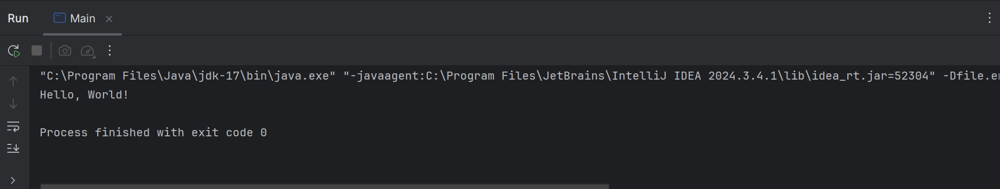 Run Main
"C:\Program Files\Java\jdk-17\bin\java.exe" "-javaagent:C:\Program Files\JetBrains\IntelliJ IDEA 2024.3.4.1\lib\idea_rt.jar=52304" -Dfile.e
Hello, World!
Process finished with exit code 0